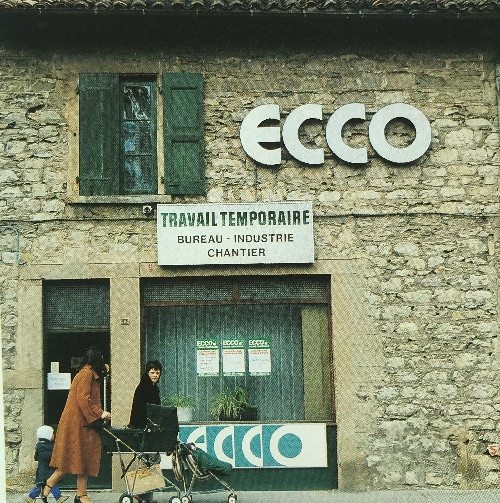 ECCO
TRAVAIL TEMPORAIRE
BUREAU - INDUSTRIE
CHANTIER
ECCO ECCO ECCO
ECCO